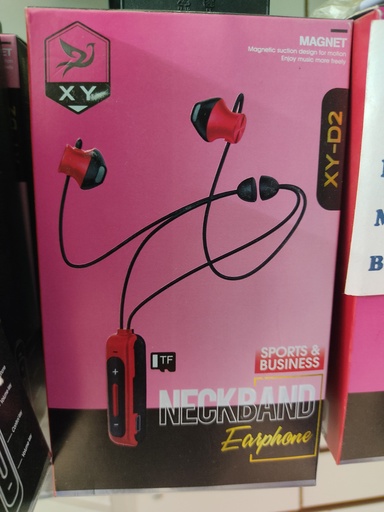 MAGNET
Magnetic suction design for motion
Enjoy music more freely
XY
XY-D2
TF
SPORTS &
BUSINESS
NECKBAND
Earphone